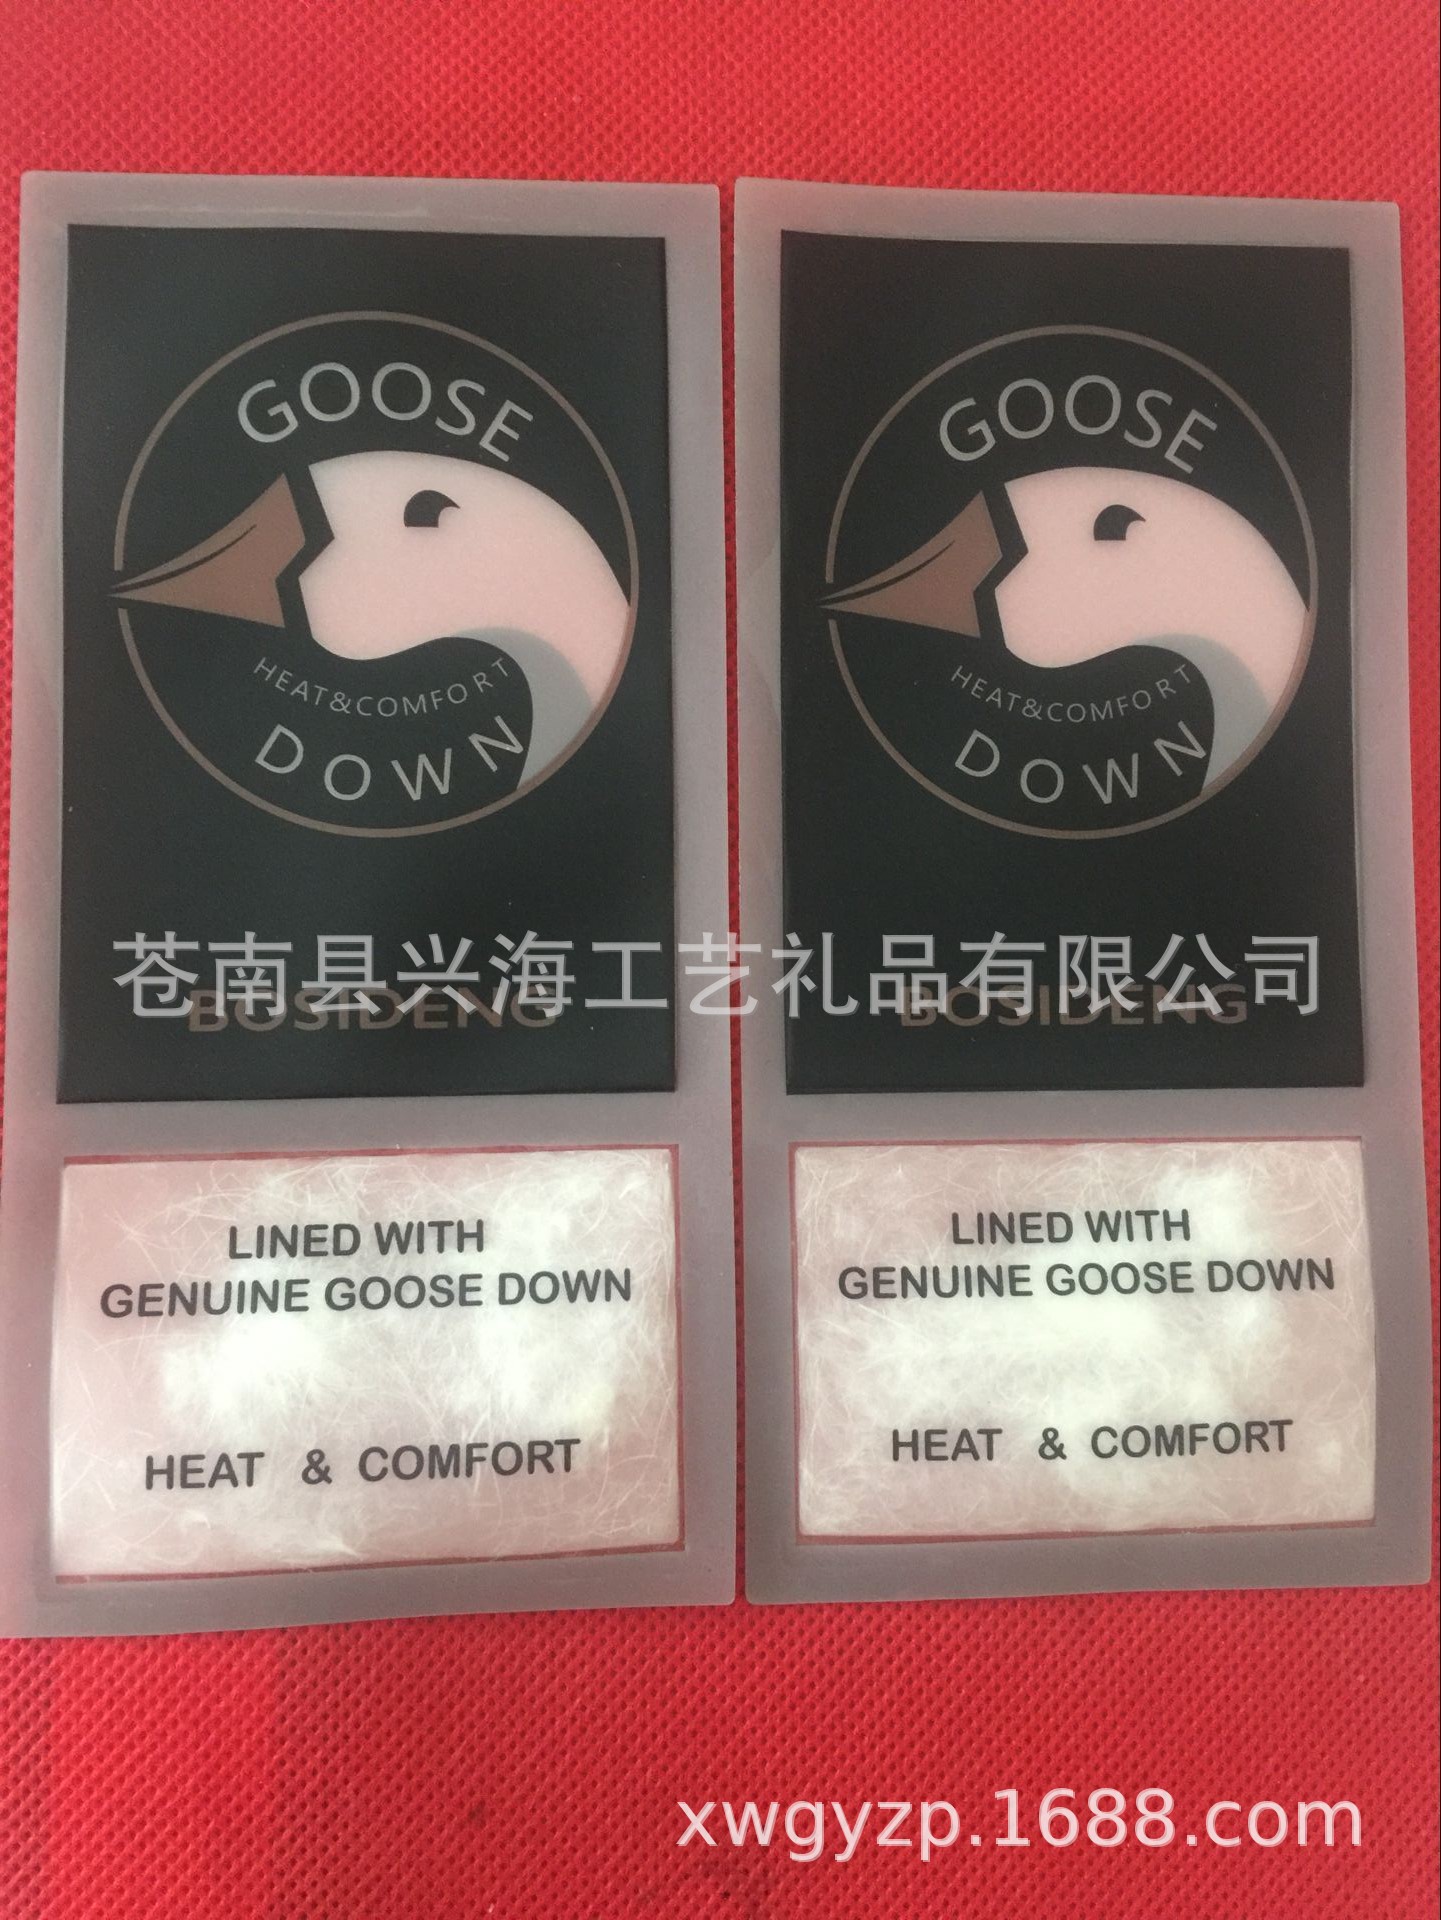 GOOSE
HEAT&COMFORT
DOWN
BOSIDENG
LINED WITH
GENUINE GOOSE DOWN
HEAT & COMFORT
GOOSE
HEAT&COMFORT
DOWN
BOSIDENG
LINED WITH
GENUINE GOOSE DOWN
HEAT & COMFORT
苍南县兴海工艺礼品有限公司
xwgyzp.1688.com